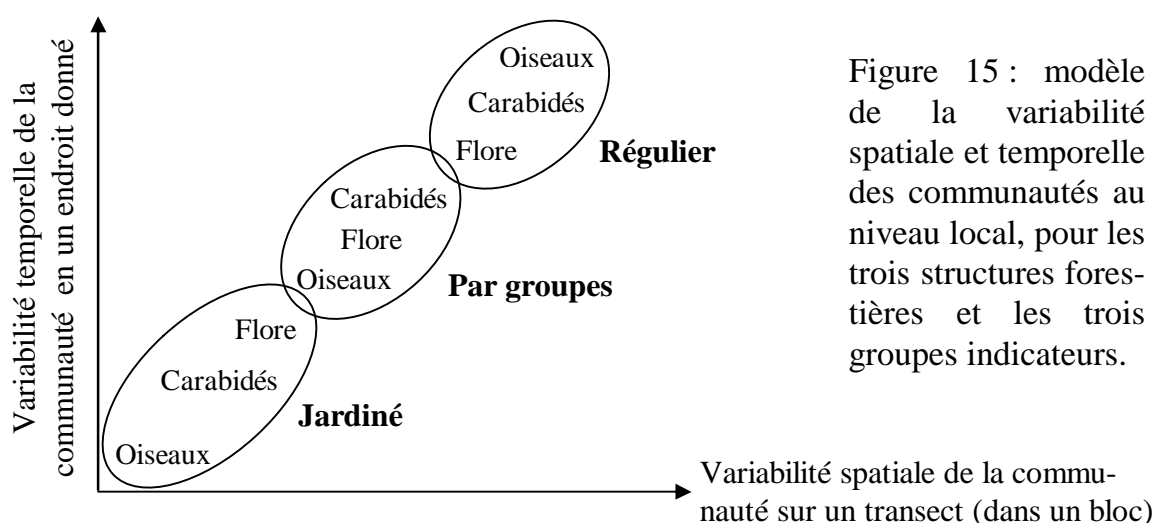 Variabilité temporelle de la
communauté en un endroit donné
Oiseaux
Carabidés
Flore
Régulier
Carabidés
Flore
Oiseaux
Par groupes
Flore
Carabidés
Oiseaux
Jardiné
Variabilité spatiale de la commu-
nauté sur un transect (dans un bloc)
Figure 15 : modèle
de la variabilité
spatiale et temporelle
des communautés au
niveau local, pour les
trois structures fores-
tières et les trois
groupes indicateurs.